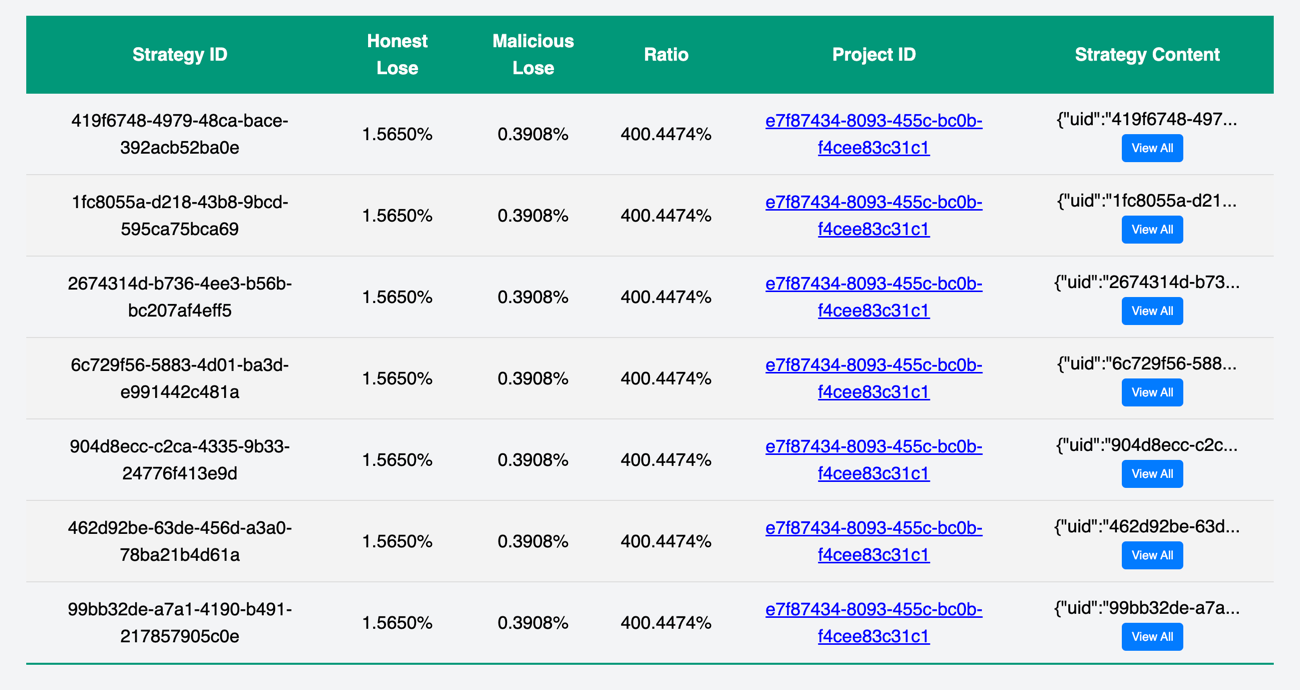 Strategy ID
Honest
Lose
Malicious
Lose
Ratio
Project ID
Strategy Content
419f6748-4979-48ca-bace-
392acb52ba0e
1.5650%
0.3908%
400.4474%
e7f87434-8093-455c-bc0b-
f4cee83c31c1
{"uid":"419f6748-497...
View All
1fc8055a-d218-43b8-9bcd-
595ca75bca69
1.5650%
0.3908%
400.4474%
e7f87434-8093-455c-bc0b-
f4cee83c31c1
{"uid":"1fc8055a-d21...
View All
2674314d-b736-4ee3-b56b-
bc207af4eff5
1.5650%
0.3908%
400.4474%
e7f87434-8093-455c-bc0b-
f4cee83c31c1
{"uid":"2674314d-b73...
View All
6c729f56-5883-4d01-ba3d-
e991442c481a
1.5650%
0.3908%
400.4474%
e7f87434-8093-455c-bc0b-
f4cee83c31c1
{"uid":"6c729f56-588...
View All
904d8ecc-c2ca-4335-9b33-
24776f413e9d
1.5650%
0.3908%
400.4474%
e7f87434-8093-455c-bc0b-
f4cee83c31c1
{"uid":"904d8ecc-c2c...
View All
462d92be-63de-456d-a3a0-
78ba21b4d61a
1.5650%
0.3908%
400.4474%
e7f87434-8093-455c-bc0b-
f4cee83c31c1
{"uid":"462d92be-63d...
View All
99bb32de-a7a1-4190-b491-
217857905c0e
1.5650%
0.3908%
400.4474%
e7f87434-8093-455c-bc0b-
f4cee83c31c1
{"uid":"99bb32de-a7a...
View All